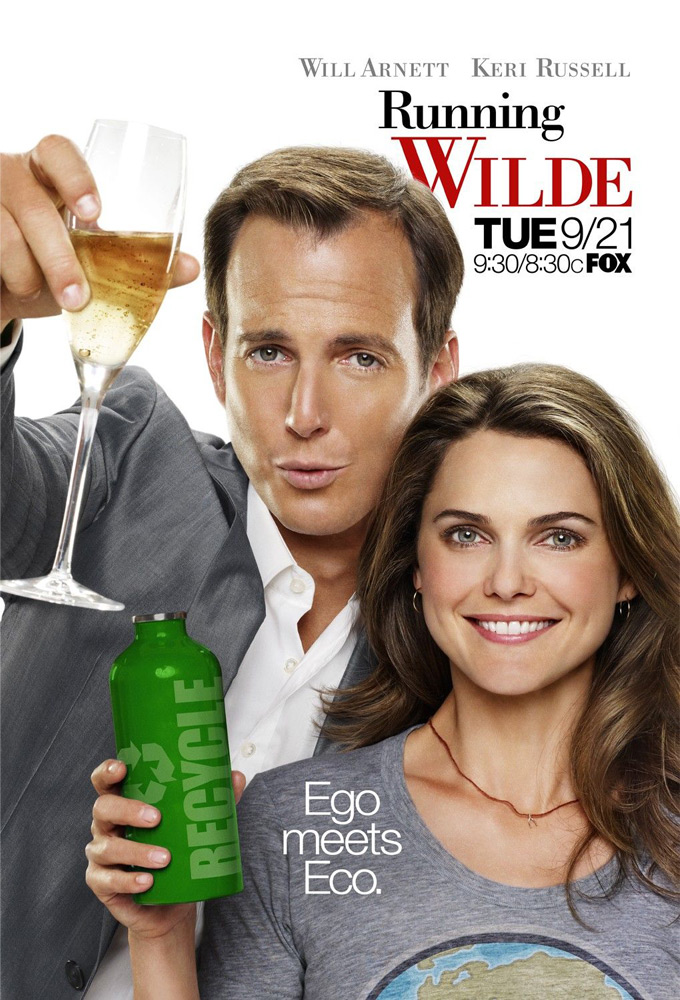 WILL ARNETT KERI RUSSELL
Running
WILDE
TUE 9/21
9:30/8:30c FOX
RECYCLE
Ego
meets
Eco.